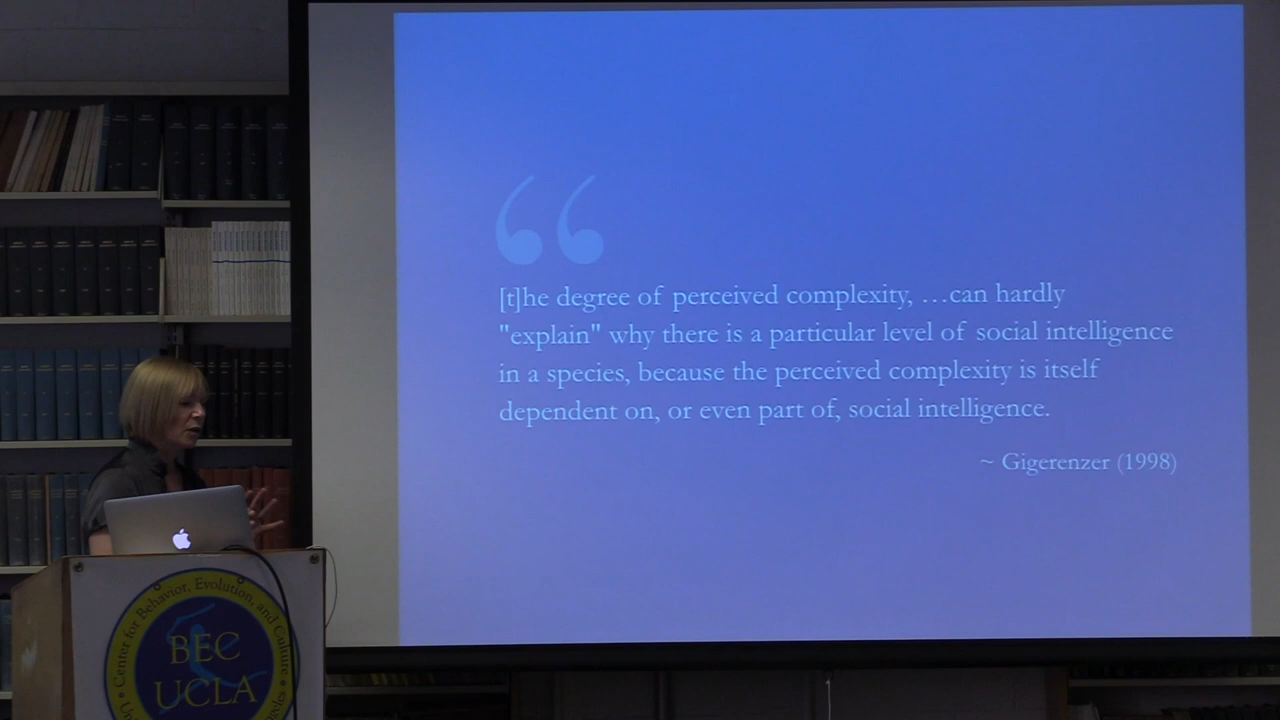 “
[t]he degree of perceived complexity, …can hardly
"explain" why there is a particular level of social intelligence
in a species, because the perceived complexity is itself
dependent on, or even part of, social intelligence.
~ Gigerenzer (1998)
Center for Behavior, Evolution, and Culture
BEC
UCLA